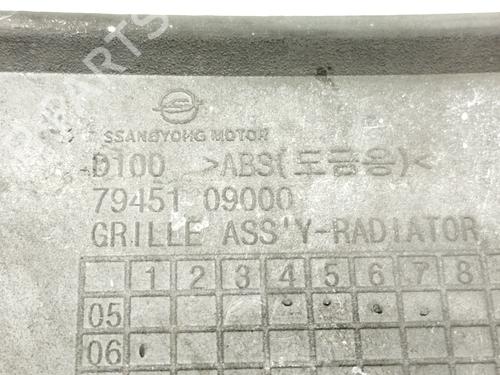 SSANGYONG MOTOR
D100 >ABS(도금용)<
79451 09000
GRILLE ASS'Y-RADIATOR
1 2 3 4 5 6 7 8
05
06